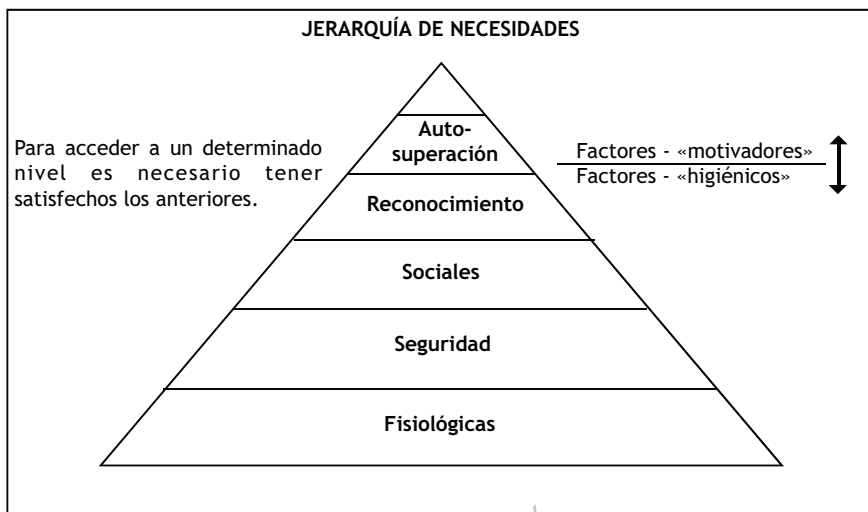 JERARQUÍA DE NECESIDADES
Para acceder a un determinado
nivel es necesario tener
satisfechos los anteriores.
Auto-
superación
Reconocimiento
Sociales
Seguridad
Fisiológicas
Factores - «motivadores»
Factores - «higiénicos»